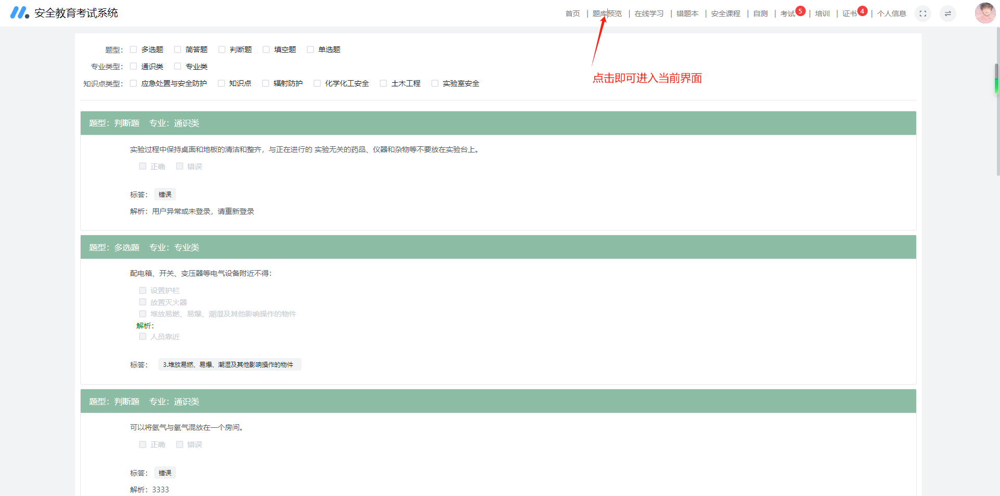 安全教育考试系统
首页 | 题库预览 | 在线学习 | 错题本 | 安全课程 | 自测 | 考试 5 | 培训 | 证书 4 | 个人信息
点击即可进入当前界面
题型： 多选题 简答题 判断题 填空题 单选题
专业类型： 通识类 专业类
知识点类型： 应急处置与安全防护 知识点 辐射防护 化学化工安全 土木工程 实验室安全
题型：判断题 专业：通识类
实验过程中保持桌面和地板的清洁和整齐，与正在进行的 实验无关的药品、仪器和杂物等不要放在实验台上。
正确 错误
标答： 错误
解析：用户异常或未登录，请重新登录
题型：多选题 专业：专业类
配电箱、开关、变压器等电气设备附近不得：
设置护栏
放置灭火器
堆放易燃、易爆、潮湿及其他影响操作的物件
解析：
人员靠近
标答： 3.堆放易燃、易爆、潮湿及其他影响操作的物件
题型：判断题 专业：通识类
可以将氢气与氧气混放在一个房间。
正确 错误
标答： 错误
解析：3333